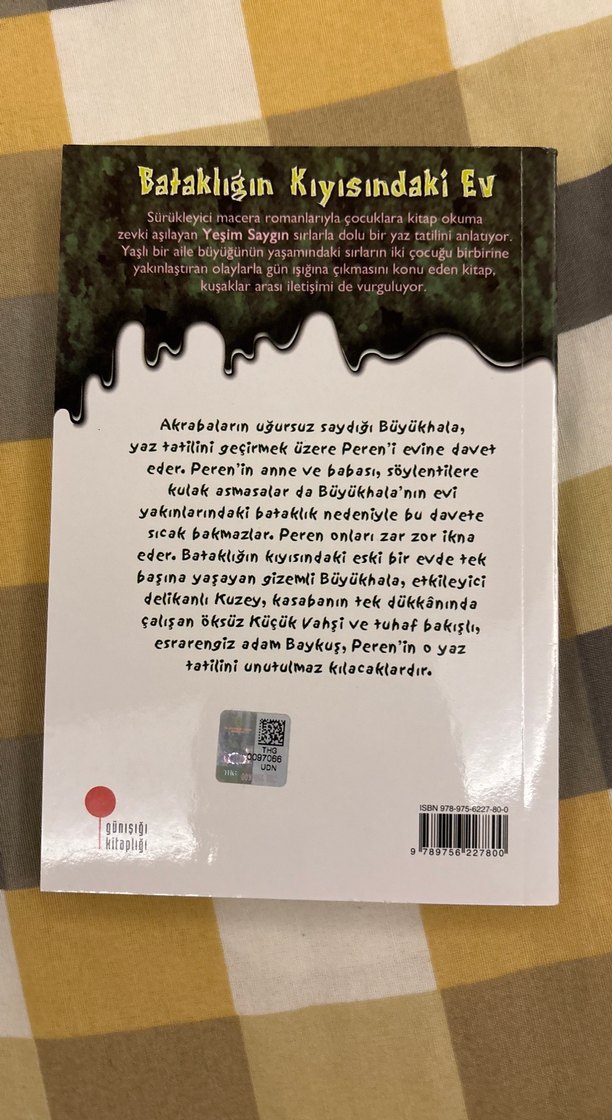 Bataklığın Kıyısındaki Ev
Sürükleyici macera romanlarıyla çocuklara kitap okuma
zevki aşılayan Yeşim Saygın sırlarla dolu bir yaz tatilini anlatıyor.
Yaşlı bir aile büyüğünün yaşamındaki sırların iki çocuğu birbirine
yakınlaştıran olaylarla gün ışığına çıkmasını konu eden kitap,
kuşaklar arası iletişimi de vurguluyor.
Akrabaların uğursuz saydığı Büyükhala,
yaz tatilini geçirmek üzere Peren'i evine davet
eder. Peren'in anne ve babası, söylentilere
kulak asmasalar da Büyükhala'nın evi
yakınlarındaki bataklık nedeniyle bu davete
sıcak bakmazlar. Peren onları zar zor ikna
eder. Bataklığın kıyısındaki eski bir evde tek
başına yaşayan gizemli Büyükhala, etkileyici
delikanlı Kuzey, kasabanın tek dükkânında
çalışan öksüz Küçük Vahşi ve tuhaf bakışlı,
esrarengiz adam Baykuş, Peren'in o yaz
tatilini unutulmaz kılacaklardır.
THG
0097066
UDN
günışığı
kitaplığı
ISBN 978-975-6227-80-0
9 789756 227800